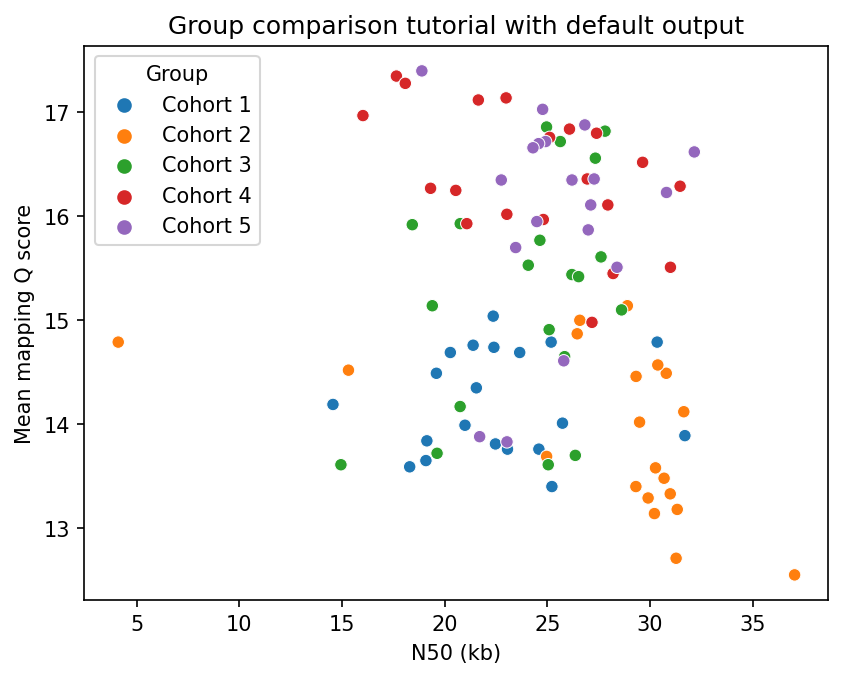 Group comparison tutorial with default output
Group
Cohort 1
Cohort 2
Cohort 3
Cohort 4
Cohort 5
17
16
15
14
13
Mean mapping Q score
5
10
15
20
25
30
35
N50 (kb)